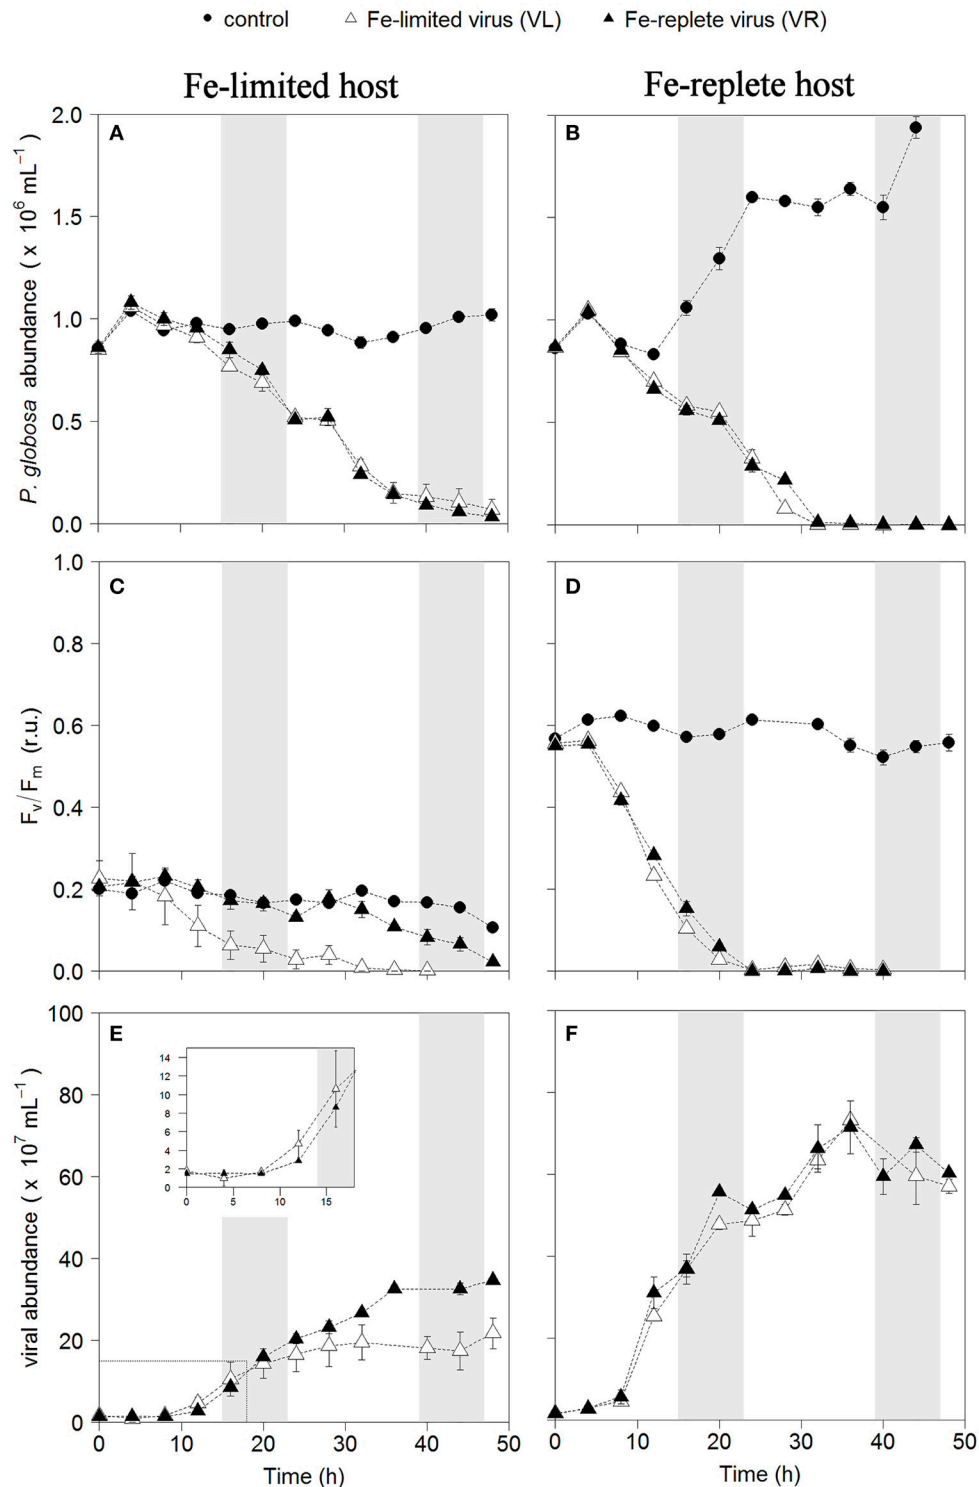 control Fe-limited virus (VL) Fe-replete virus (VR)
Fe-limited host Fe-replete host
A B
2.0
1.5
1.0
0.5
0.0
P. globosa abundance ( x 10⁶ mL⁻¹ )
C D
1.0
0.8
0.6
0.4
0.2
0.0
Fᵥ/Fₘ (r.u.)
E F
100
80
60
40
20
0
viral abundance ( x 10⁷ mL⁻¹ )
14
12
10
8
6
4
2
0
0 5 10 15
0 10 20 30 40 50 0 10 20 30 40 50
Time (h) Time (h)